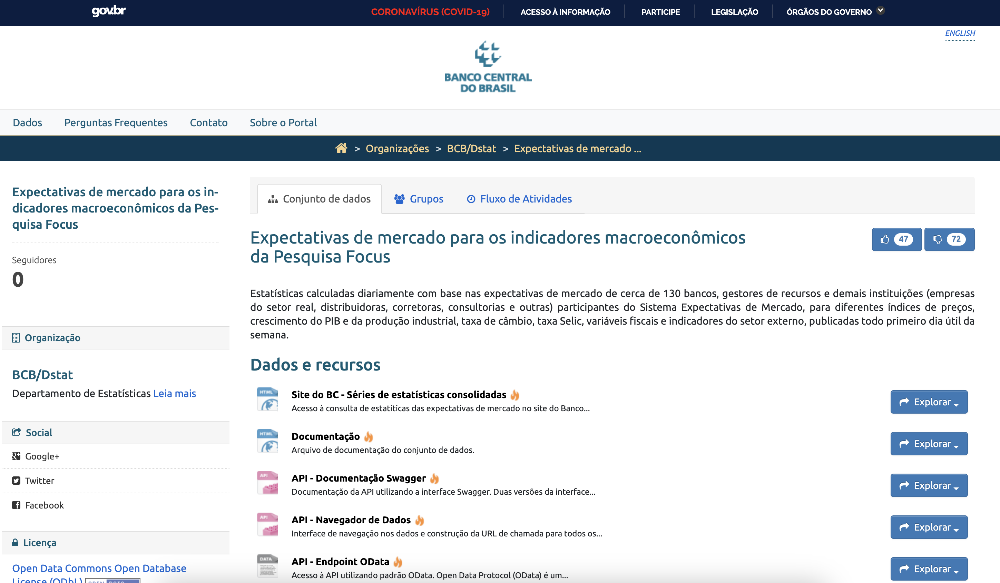 gov.br
CORONAVÍRUS (COVID-19)
ACESSO À INFORMAÇÃO
PARTICIPE
LEGISLAÇÃO
ÓRGÃOS DO GOVERNO
ENGLISH
BANCO CENTRAL
DO BRASIL
Dados
Perguntas Frequentes
Contato
Sobre o Portal
> Organizações > BCB/Dstat > Expectativas de mercado ...
Expectativas de mercado para os in-
dicadores macroeconômicos da Pes-
quisa Focus
Seguidores
0
Organização
BCB/Dstat
Departamento de Estatísticas Leia mais
Social
Google+
Twitter
Facebook
Licença
Open Data Commons Open Database
License (ODbL) OPEN DATA
Conjunto de dados
Grupos
Fluxo de Atividades
Expectativas de mercado para os indicadores macroeconômicos
da Pesquisa Focus
47
72
Estatísticas calculadas diariamente com base nas expectativas de mercado de cerca de 130 bancos, gestores de recursos e demais instituições (empresas
do setor real, distribuidoras, corretoras, consultorias e outras) participantes do Sistema Expectativas de Mercado, para diferentes índices de preços,
crescimento do PIB e da produção industrial, taxa de câmbio, taxa Selic, variáveis fiscais e indicadores do setor externo, publicadas todo primeiro dia útil da
semana.
Dados e recursos
HTML
Site do BC - Séries de estatísticas consolidadas
Acesso à consulta de estatíticas das expectativas de mercado no site do Banco...
Explorar
HTML
Documentação
Arquivo de documentação do conjunto de dados.
Explorar
API
API - Documentação Swagger
Documentação da API utilizando a interface Swagger. Duas versões da interface...
Explorar
API
API - Navegador de Dados
Interface de navegação nos dados e construção da URL de chamada para todos os...
Explorar
DATA
API - Endpoint OData
Acesso à API utilizando padrão OData. Open Data Protocol (OData) é um...
Explorar